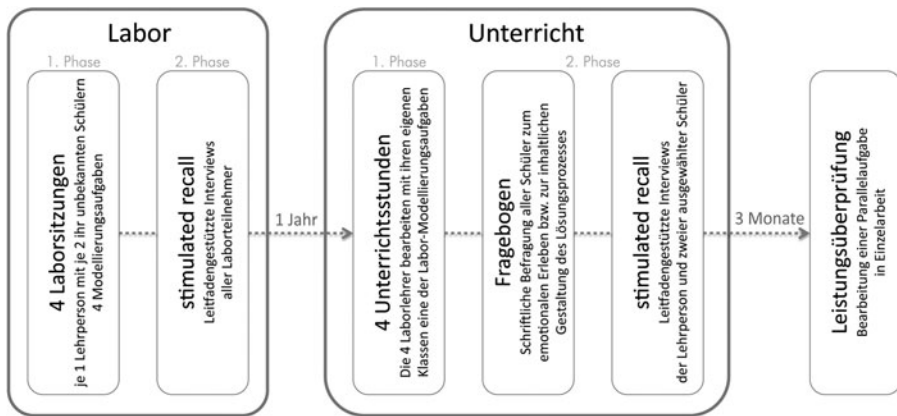 Labor
1. Phase
2. Phase
4 Laborsitzungen
je 1 Lehrperson mit je 2 ihr unbekannten Schülern
4 Modellierungsaufgaben
stimulated recall
Leitfadengestützte Interviews
aller Laborteilnehmer
1 Jahr
Unterricht
1. Phase
2. Phase
4 Unterrichtsstunden
Die 4 Laborlehrer bearbeiten mit ihren eigenen
Klassen eine der Labor-Modellierungsaufgaben
Fragebogen
Schriftliche Befragung aller Schüler zum
emotionalen Erleben bzw. zur inhaltlichen
Gestaltung des Lösungsprozesses
stimulated recall
Leitfadengestützte Interviews
der Lehrperson und zweier ausgewählter Schüler
3 Monate
Leistungsüberprüfung
Bearbeitung einer Parallelaufgabe
in Einzelarbeit